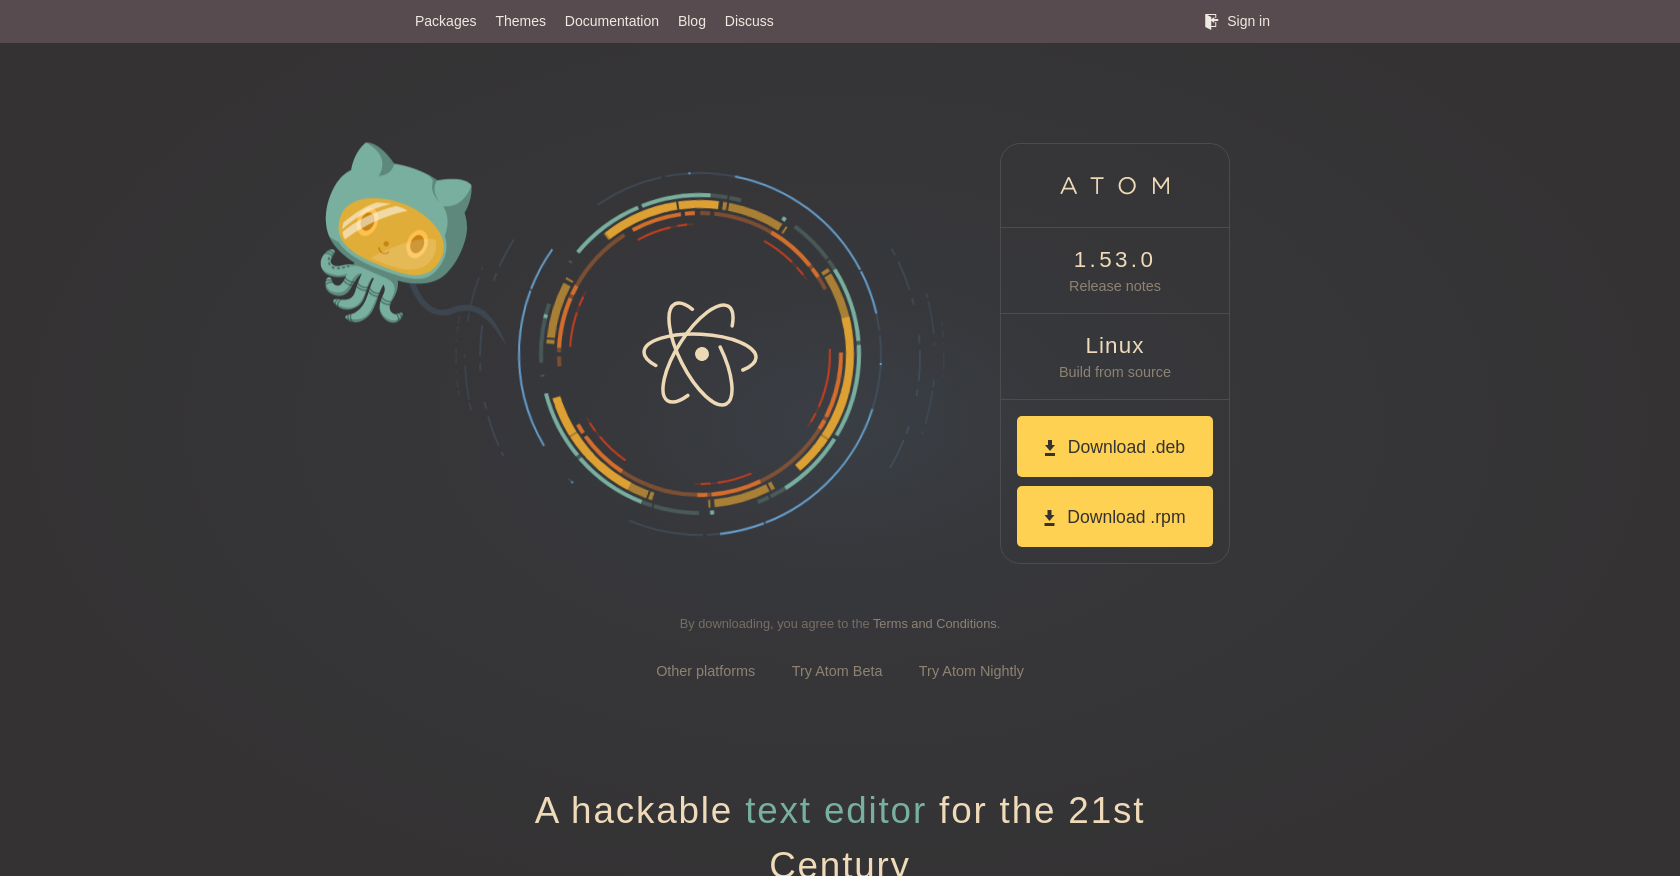 Packages Themes Documentation Blog Discuss Sign in
ATOM
1.53.0
Release notes
Linux
Build from source
Download .deb
Download .rpm
By downloading, you agree to the Terms and Conditions.
Other platforms Try Atom Beta Try Atom Nightly
A hackable text editor for the 21st
Century